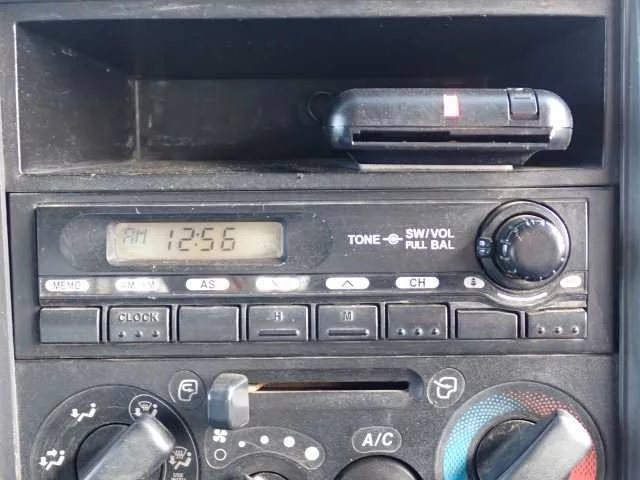 AM 12:56
TONE SW/VOL
PULL BAL
MEMO AS CH
CLOCK H M
A/C